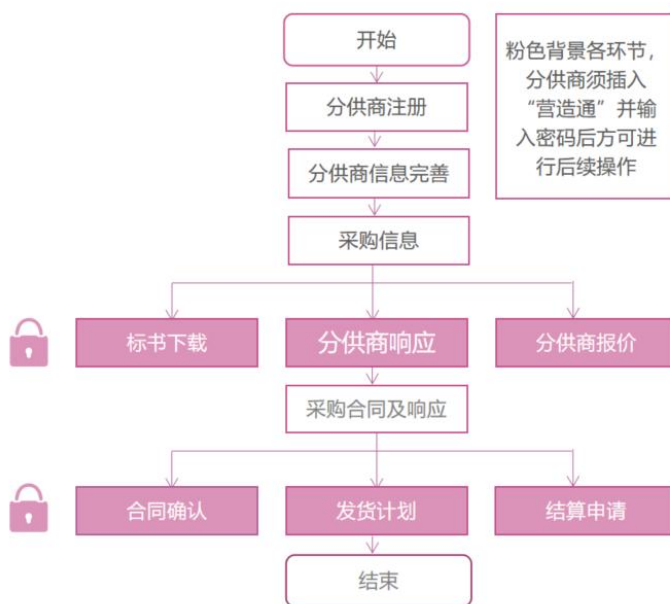 开始
粉色背景各环节，
分供商须插入
“营造通”并输
入密码后方可进
行后续操作
分供商注册
分供商信息完善
采购信息
标书下载
分供商响应
分供商报价
采购合同及响应
合同确认
发货计划
结算申请
结束